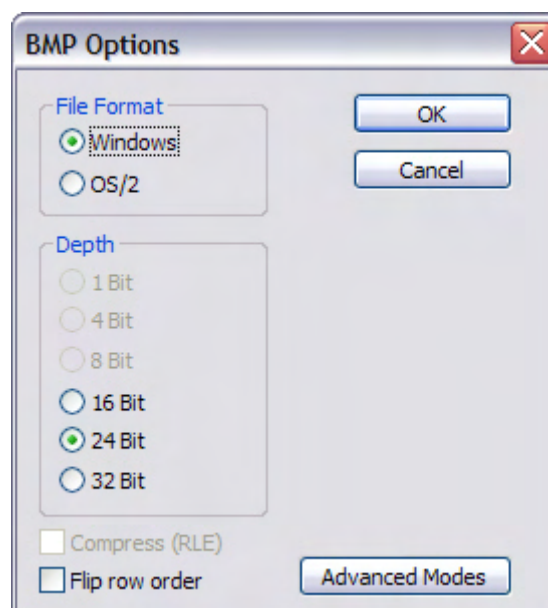 BMP Options
File Format
Windows
OS/2
OK
Cancel
Depth
1 Bit
4 Bit
8 Bit
16 Bit
24 Bit
32 Bit
Compress (RLE)
Flip row order
Advanced Modes